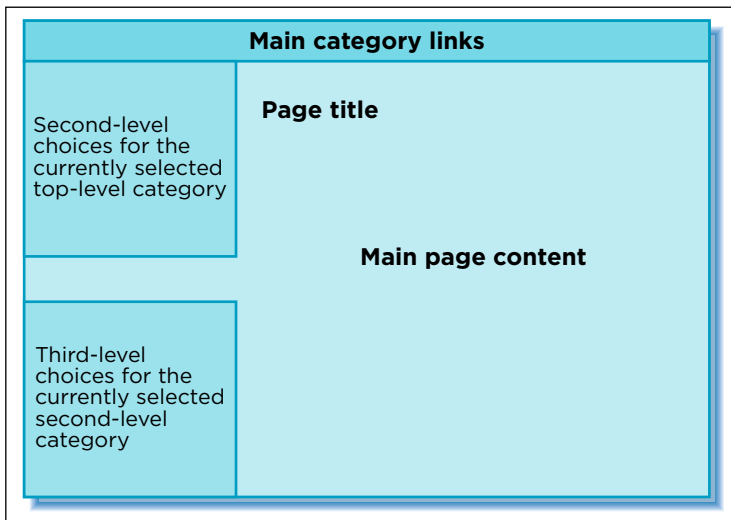 Main category links
Second-level
choices for the
currently selected
top-level category
Page title
Main page content
Third-level
choices for the
currently selected
second-level
category